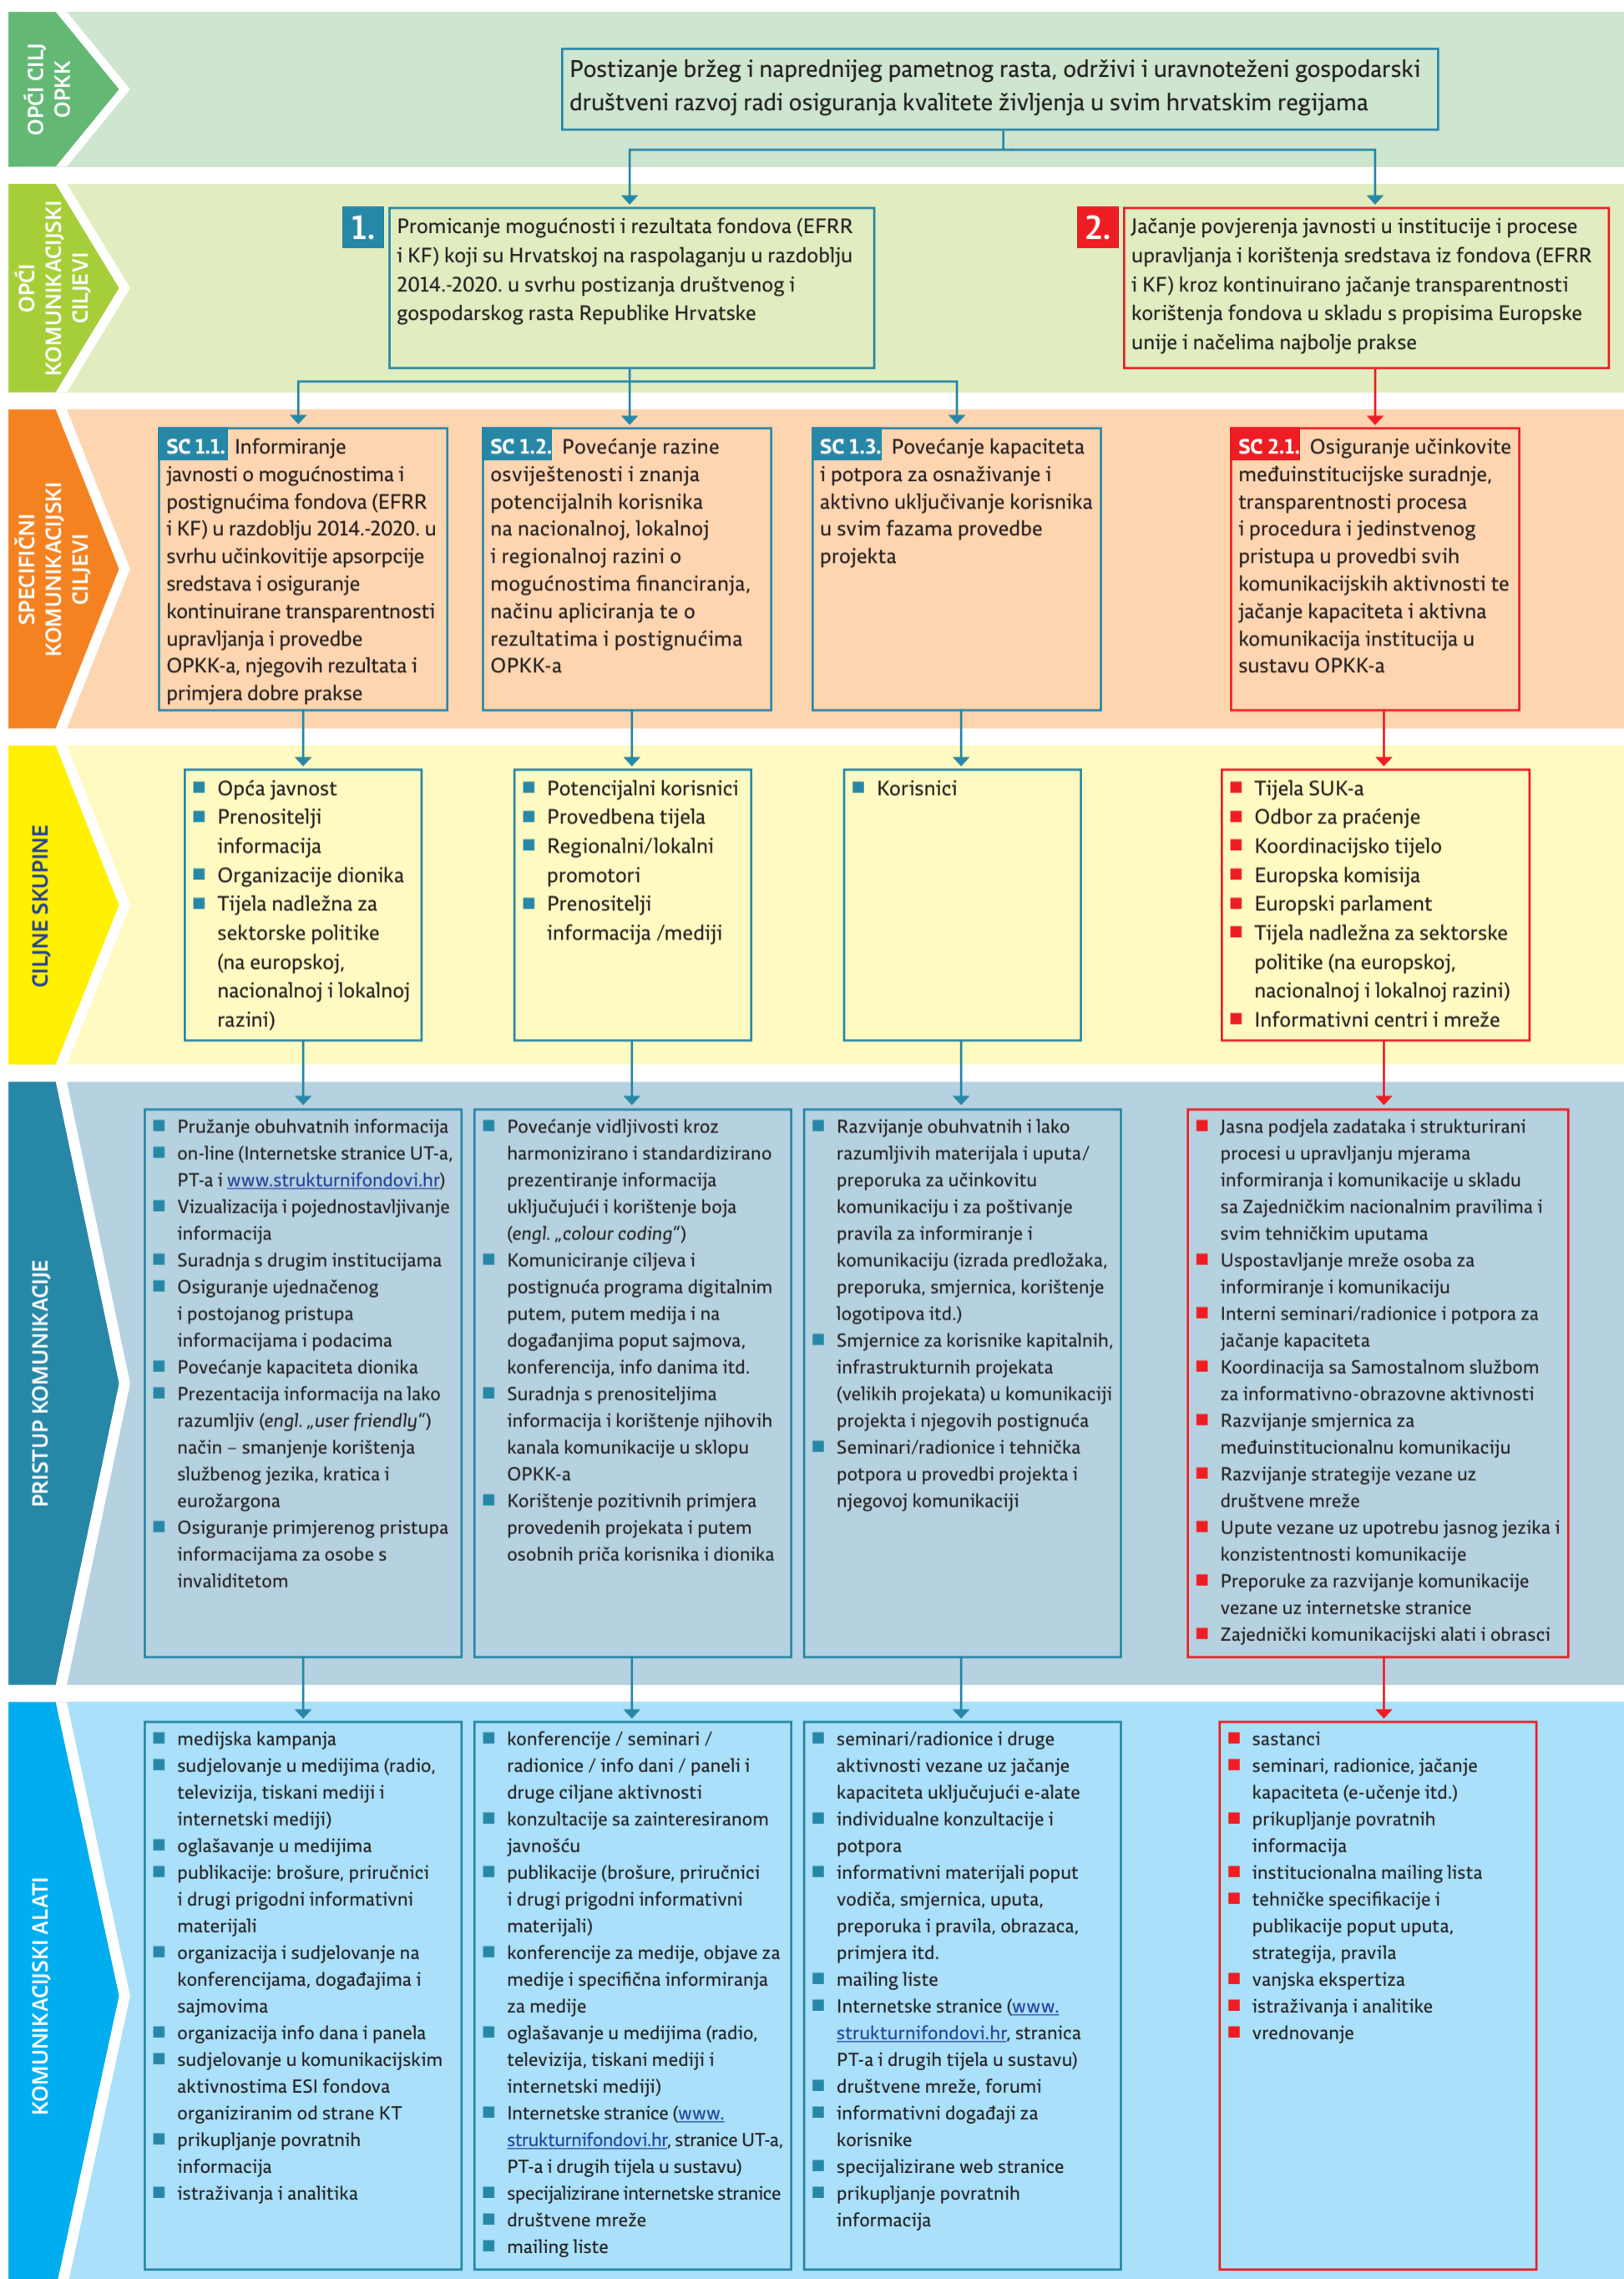 OPĆI CILJ
OPKK
Postizanje bržeg i naprednijeg pametnog rasta, održivi i uravnoteženi gospodarski
društveni razvoj radi osiguranja kvalitete življenja u svim hrvatskim regijama
OPĆI
KOMUNIKACIJSKI
CILJEVI
1.
Promicanje mogućnosti i rezultata fondova (EFRR
i KF) koji su Hrvatskoj na raspolaganju u razdoblju
2014.-2020. u svrhu postizanja društvenog i
gospodarskog rasta Republike Hrvatske
2.
Jačanje povjerenja javnosti u institucije i procese
upravljanja i korištenja sredstava iz fondova (EFRR
i KF) kroz kontinuirano jačanje transparentnosti
korištenja fondova u skladu s propisima Europske
unije i načelima najbolje prakse
SPECIFIČNI
KOMUNIKACIJSKI
CILJEVI
SC 1.1. Informiranje
javnosti o mogućnostima i
postignućima fondova (EFRR
i KF) u razdoblju 2014.-2020. u
svrhu učinkovitije apsorpcije
sredstava i osiguranje
kontinuirane transparentnosti
upravljanja i provedbe
OPKK-a, njegovih rezultata i
primjera dobre prakse
SC 1.2. Povećanje razine
osviještenosti i znanja
potencijalnih korisnika
na nacionalnoj, lokalnoj
i regionalnoj razini o
mogućnostima financiranja,
načinu apliciranja te o
rezultatima i postignućima
OPKK-a
SC 1.3. Povećanje kapaciteta
i potpora za osnaživanje i
aktivno uključivanje korisnika
u svim fazama provedbe
projekta
SC 2.1. Osiguranje učinkovite
međuinstitucijske suradnje,
transparentnosti procesa
i procedura i jedinstvenog
pristupa u provedbi svih
komunikacijskih aktivnosti te
jačanje kapaciteta i aktivna
komunikacija institucija u
sustavu OPKK-a
CILJNE SKUPINE
Opća javnost
Prenositelji
informacija
Organizacije dionika
Tijela nadležna za
sektorske politike
(na europskoj,
nacionalnoj i lokalnoj
razini)
Potencijalni korisnici
Provedbena tijela
Regionalni/lokalni
promotori
Prenositelji
informacija /mediji
Korisnici
Tijela SUK-a
Odbor za praćenje
Koordinacijsko tijelo
Europska komisija
Europski parlament
Tijela nadležna za sektorske
politike (na europskoj,
nacionalnoj i lokalnoj razini)
Informativni centri i mreže
PRISTUP KOMUNIKACIJE
Pružanje obuhvatnih informacija
on-line (Internetske stranice UT-a,
PT-a i www.strukturnifondovi.hr)
Vizualizacija i pojednostavljivanje
informacija
Suradnja s drugim institucijama
Osiguranje ujednačenog
i postojanog pristupa
informacijama i podacima
Povećanje kapaciteta dionika
Prezentacija informacija na lako
razumljiv (engl. „user friendly“)
način – smanjenje korištenja
službenog jezika, kratica i
eurožargona
Osiguranje primjerenog pristupa
informacijama za osobe s
invaliditetom
Povećanje vidljivosti kroz
harmonizirano i standardizirano
prezentiranje informacija
uključujući i korištenje boja
(engl. „colour coding“)
Komuniciranje ciljeva i
postignuća programa digitalnim
putem, putem medija i na
događanjima poput sajmova,
konferencija, info danima itd.
Suradnja s prenositeljima
informacija i korištenje njihovih
kanala komunikacije u sklopu
OPKK-a
Korištenje pozitivnih primjera
provedenih projekata i putem
osobnih priča korisnika i dionika
Razvijanje obuhvatnih i lako
razumljivih materijala i uputa/
preporuka za učinkovitu
komunikaciju i za poštivanje
pravila za informiranje i
komunikaciju (izrada predložaka,
preporuka, smjernica, korištenje
logotipova itd.)
Smjernice za korisnike kapitalnih,
infrastrukturnih projekata
(velikih projekata) u komunikaciji
projekta i njegovih postignuća
Seminari/radionice i tehnička
potpora u provedbi projekta i
njegovoj komunikaciji
Jasna podjela zadataka i strukturirani
procesi u upravljanju mjerama
informiranja i komunikacije u skladu
sa Zajedničkim nacionalnim pravilima i
svim tehničkim uputama
Uspostavljanje mreže osoba za
informiranje i komunikaciju
Interni seminari/radionice i potpora za
jačanje kapaciteta
Koordinacija sa Samostalnom službom
za informativno-obrazovne aktivnosti
Razvijanje smjernica za
međuinstitucionalnu komunikaciju
Razvijanje strategije vezane uz
društvene mreže
Upute vezane uz upotrebu jasnog jezika i
konzistentnosti komunikacije
Preporuke za razvijanje komunikacije
vezane uz internetske stranice
Zajednički komunikacijski alati i obrasci
KOMUNIKACIJSKI ALATI
medijska kampanja
sudjelovanje u medijima (radio,
televizija, tiskani mediji i
internetski mediji)
oglašavanje u medijima
publikacije: brošure, priručnici
i drugi prigodni informativni
materijali
organizacija i sudjelovanje na
konferencijama, događajima i
sajmovima
organizacija info dana i panela
sudjelovanje u komunikacijskim
aktivnostima ESI fondova
organiziranim od strane KT
prikupljanje povratnih
informacija
istraživanja i analitika
konferencije / seminari /
radionice / info dani / paneli i
druge ciljane aktivnosti
konzultacije sa zainteresiranom
javnošću
publikacije (brošure, priručnici
i drugi prigodni informativni
materijali)
konferencije za medije, objave za
medije i specifična informiranja
za medije
oglašavanje u medijima (radio,
televizija, tiskani mediji i
internetski mediji)
Internetske stranice (www.
strukturnifondovi.hr, stranice UT-a,
PT-a i drugih tijela u sustavu)
specijalizirane internetske stranice
društvene mreže
mailing liste
seminari/radionice i druge
aktivnosti vezane uz jačanje
kapaciteta uključujući e-alate
individualne konzultacije i
potpora
informativni materijali poput
vodiča, smjernica, uputa,
preporuka i pravila, obrazaca,
primjera itd.
mailing liste
Internetske stranice (www.
strukturnifondovi.hr, stranica
PT-a i drugih tijela u sustavu)
društvene mreže, forumi
informativni događaji za
korisnike
specijalizirane web stranice
prikupljanje povratnih
informacija
sastanci
seminari, radionice, jačanje
kapaciteta (e-učenje itd.)
prikupljanje povratnih
informacija
institucionalna mailing lista
tehničke specifikacije i
publikacije poput uputa,
strategija, pravila
vanjska ekspertiza
istraživanja i analitike
vrednovanje